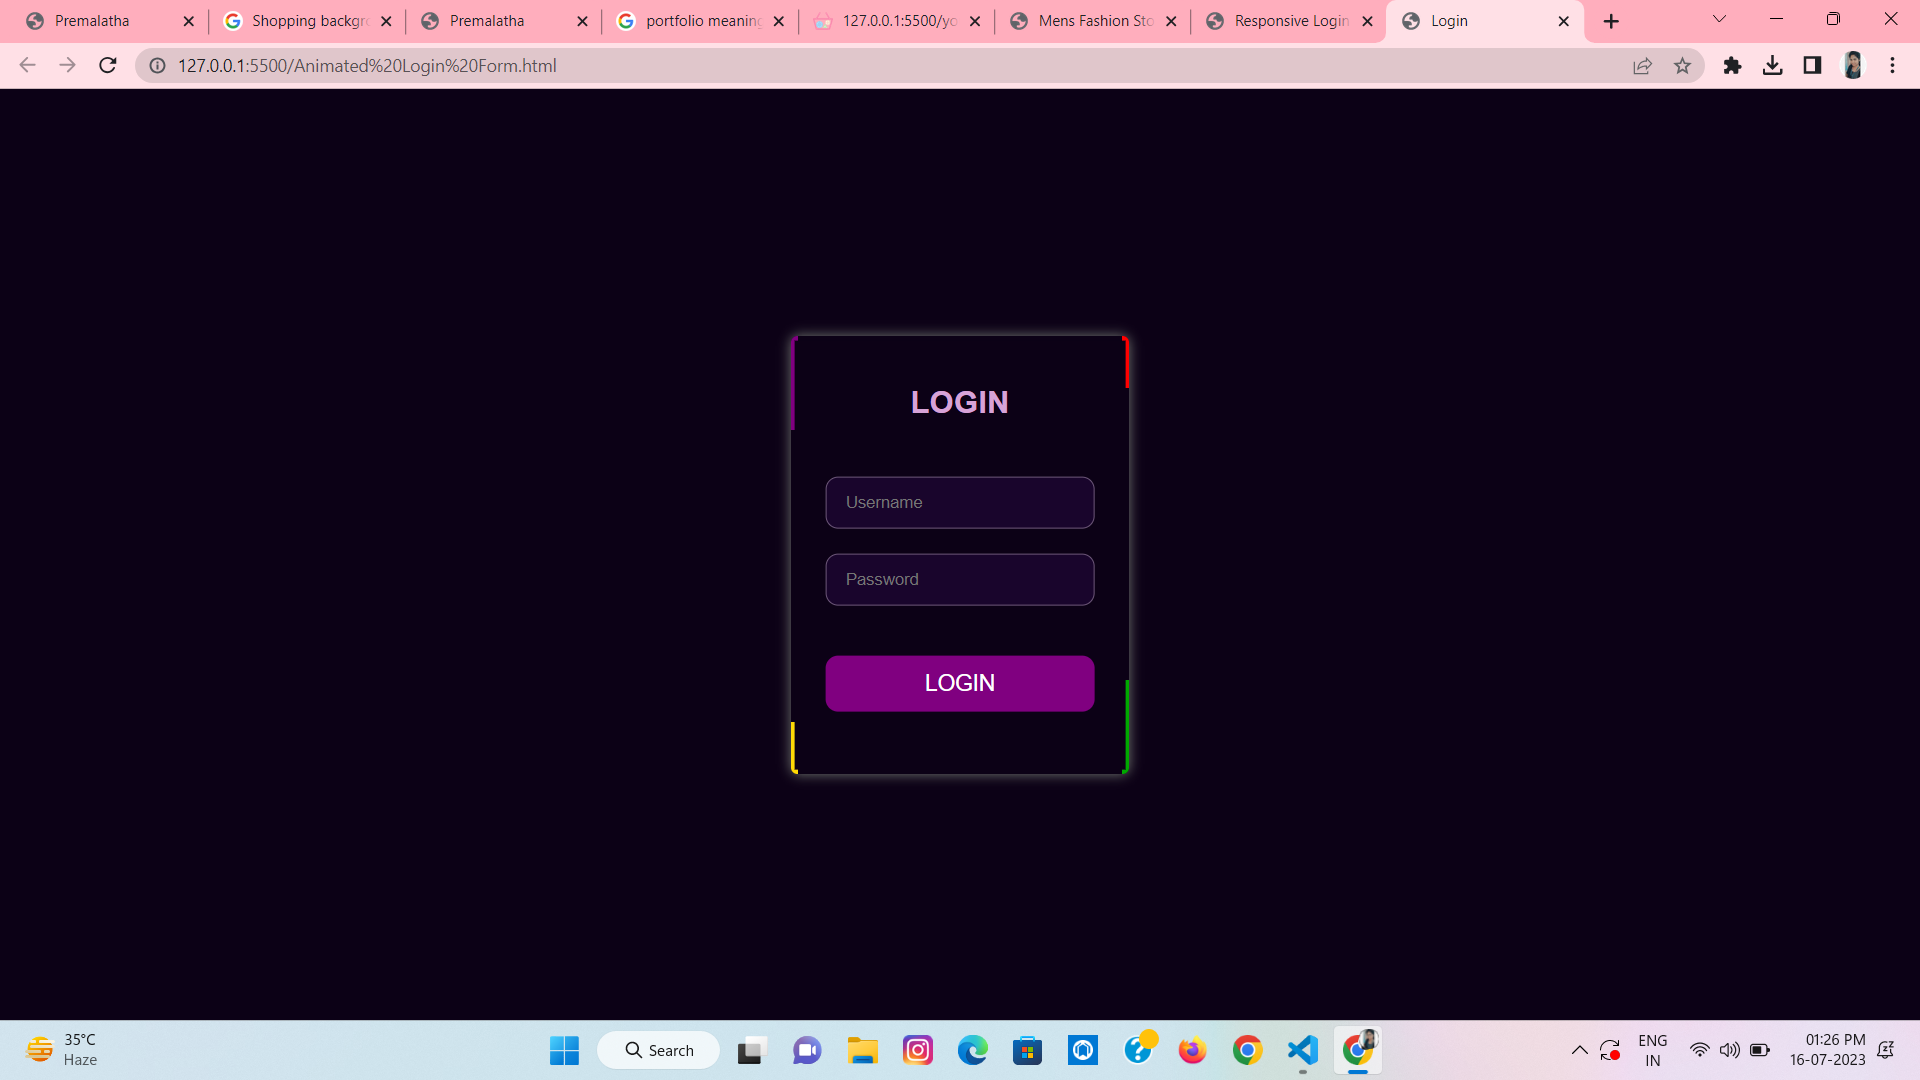 Premalatha
Shopping backgro
Premalatha
portfolio meaning
127.0.0.1:5500/yo
Mens Fashion Sto
Responsive Login
Login
127.0.0.1:5500/Animated%20Login%20Form.html
LOGIN
Username
Password
LOGIN
35°C
Haze
Search
ENG
IN
01:26 PM
16-07-2023